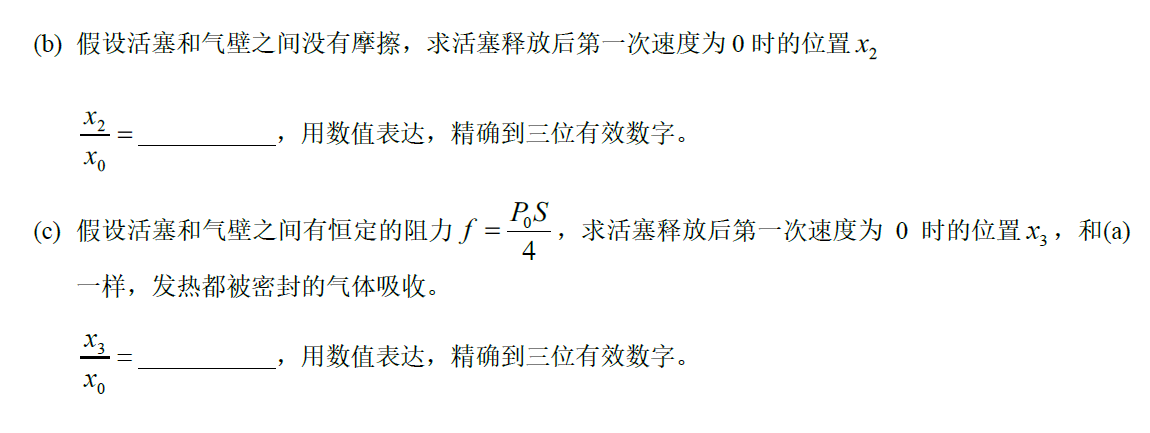 (b) 假设活塞和气壁之间没有摩擦，求活塞释放后第一次速度为 0 时的位置 x₂
x₂/x₀ = ___________，用数值表达，精确到三位有效数字。
(c) 假设活塞和气壁之间有恒定的阻力 f = P₀S/4，求活塞释放后第一次速度为 0 时的位置 x₃，和(a)
一样，发热都被密封的气体吸收。
x₃/x₀ = ___________，用数值表达，精确到三位有效数字。